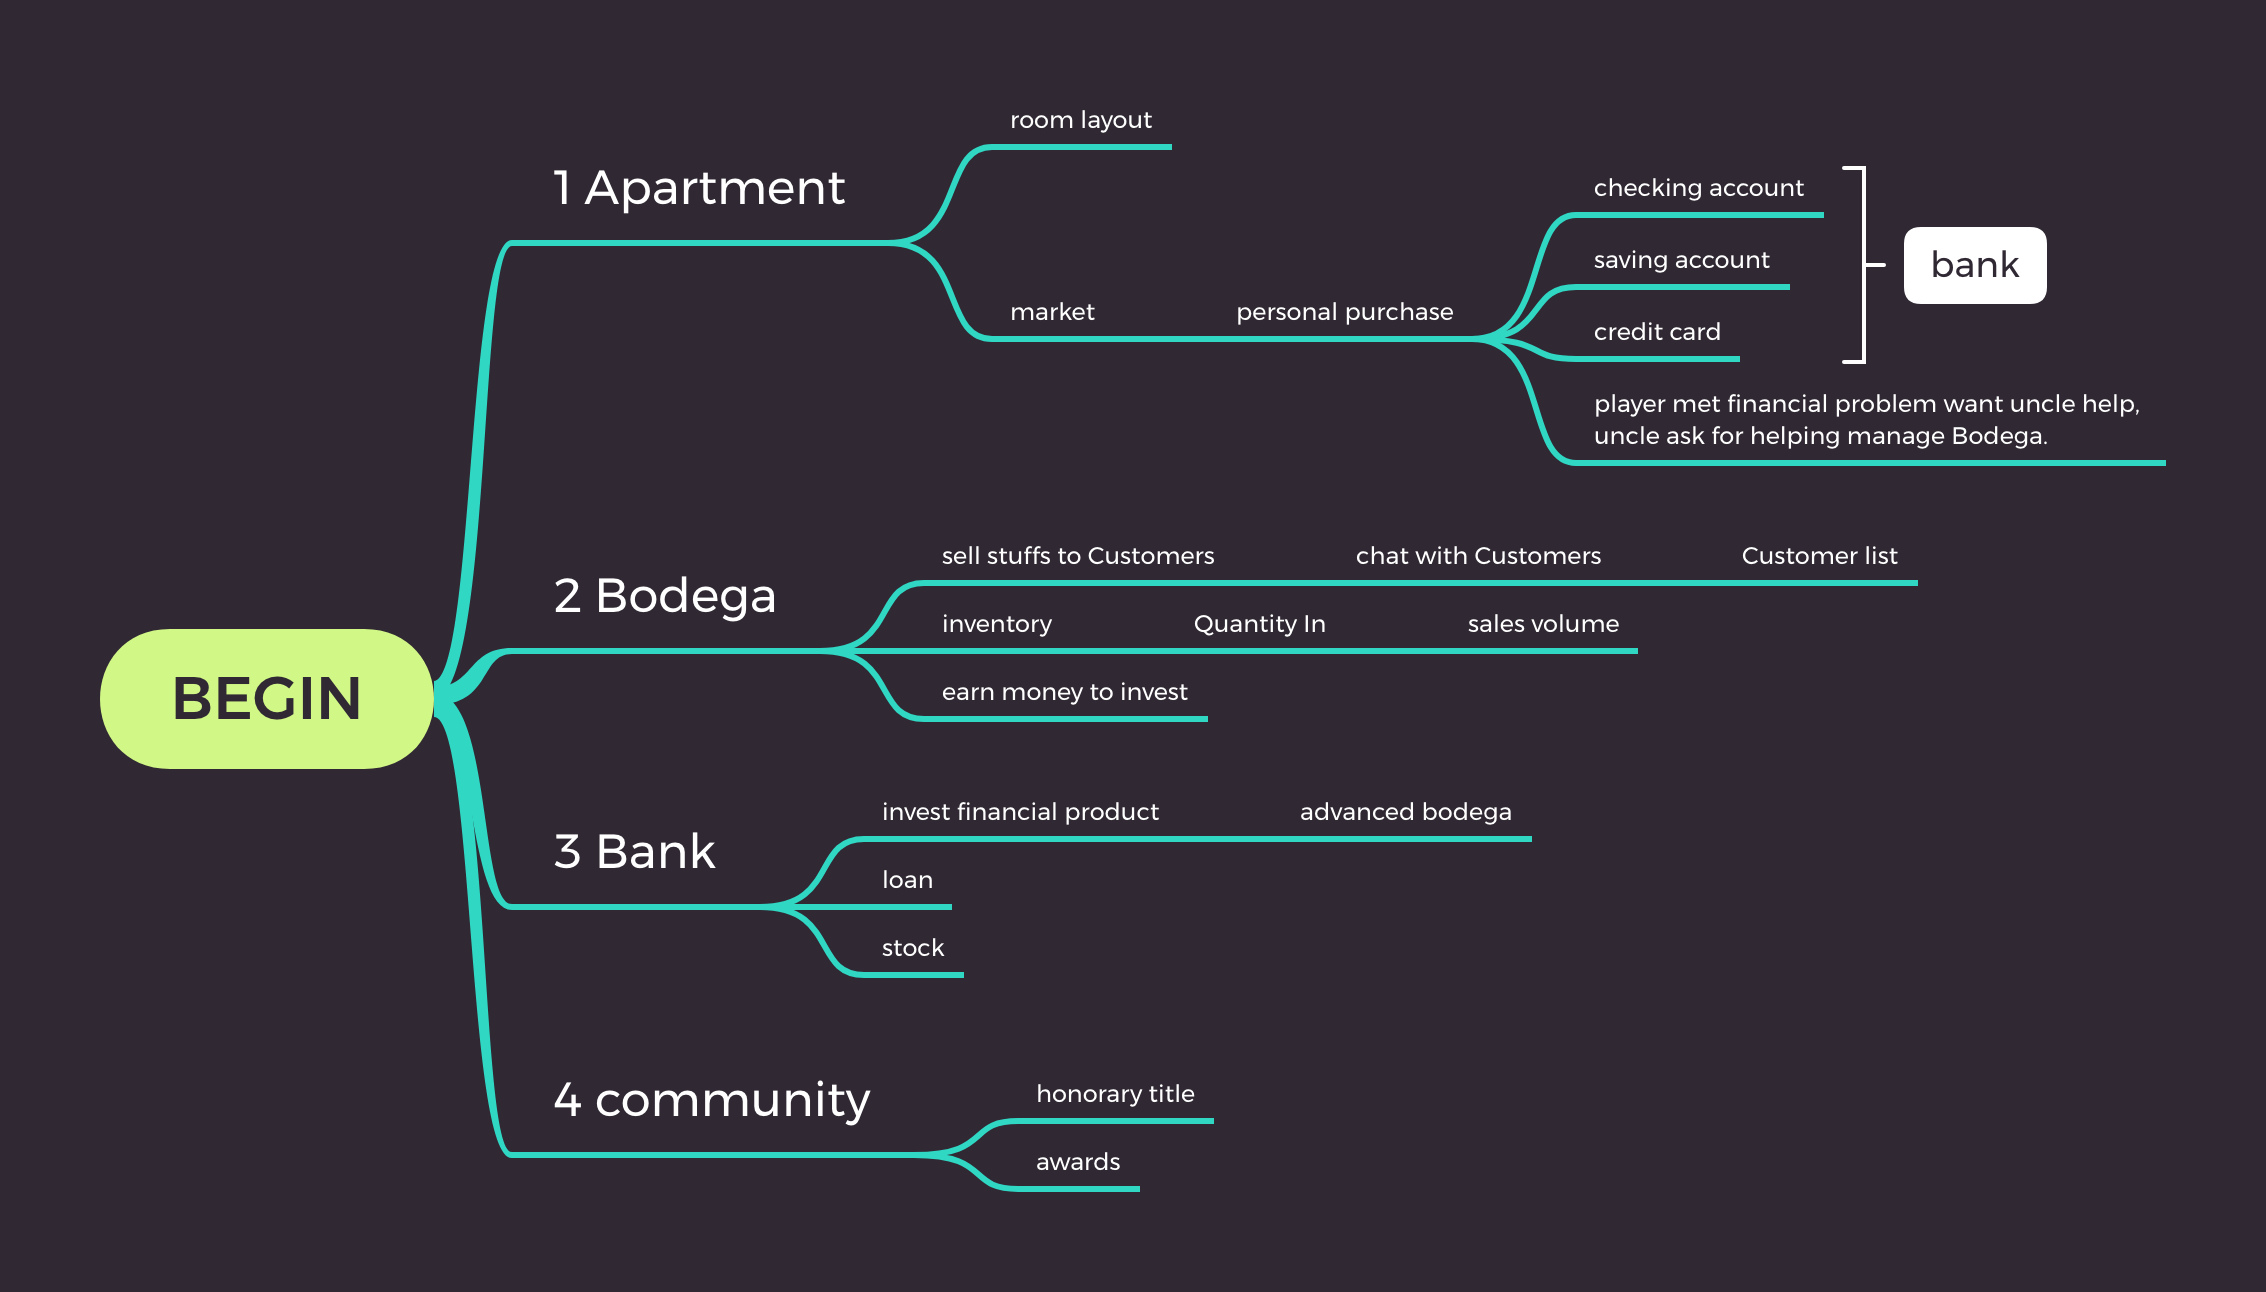 BEGIN
1 Apartment
room layout
market
personal purchase
checking account
saving account
credit card
bank
player met financial problem want uncle help,
uncle ask for helping manage Bodega.
2 Bodega
sell stuffs to Customers
chat with Customers
Customer list
inventory
Quantity In
sales volume
earn money to invest
3 Bank
invest financial product
advanced bodega
loan
stock
4 community
honorary title
awards